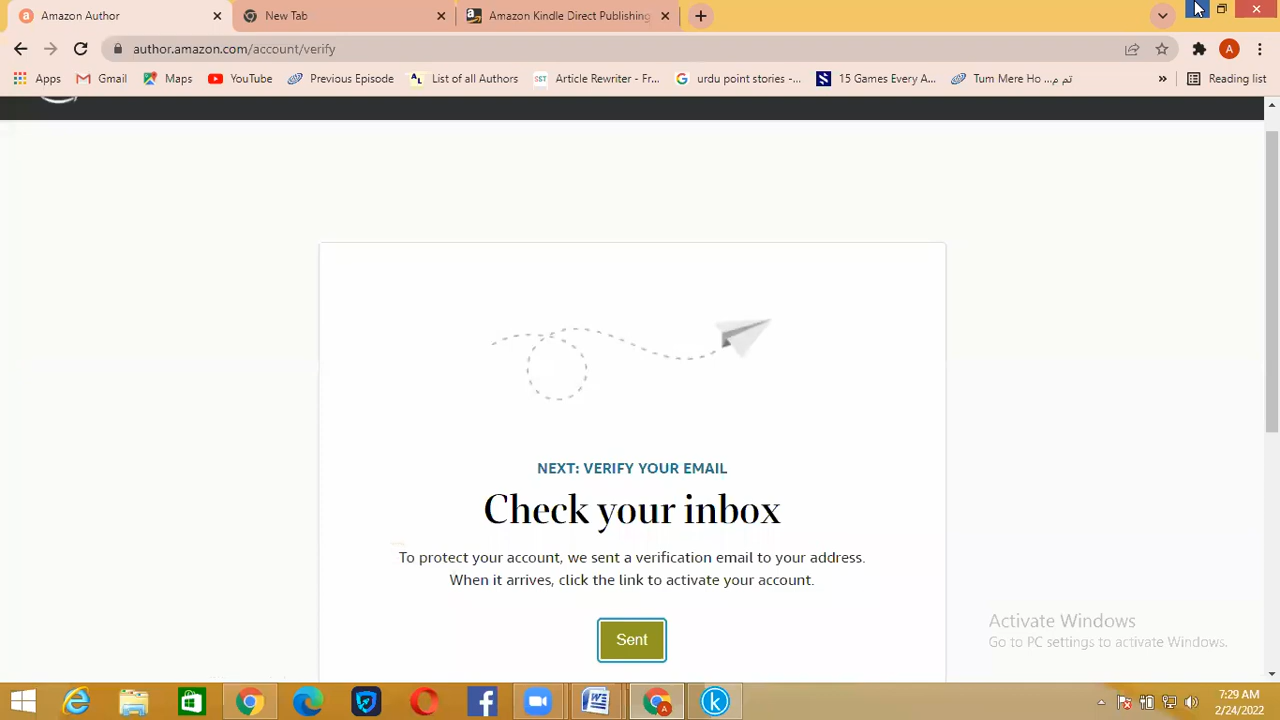 Amazon Author
New Tab
Amazon Kindle Direct Publishing
author.amazon.com/account/verify
A
Apps
Gmail
Maps
YouTube
Previous Episode
List of all Authors
Article Rewriter - Fr...
urdu point stories -...
15 Games Every A...
Tum Mere Ho ...تم م
»
Reading list
NEXT: VERIFY YOUR EMAIL
Check your inbox
To protect your account, we sent a verification email to your address.
When it arrives, click the link to activate your account.
Sent
Activate Windows
Go to PC settings to activate Windows.
7:29 AM
2/24/2022